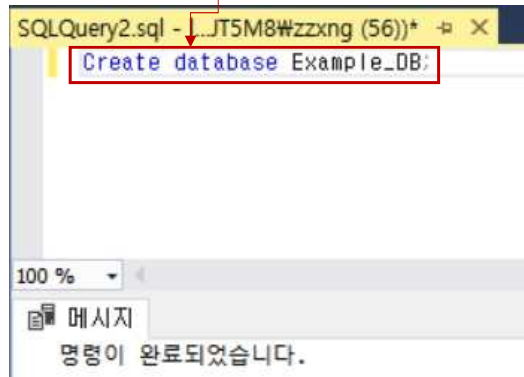 SQLQuery2.sql - (...JT5M8₩zzxng (56))*
Create database Example_DB;
100 %
메시지
명령이 완료되었습니다.